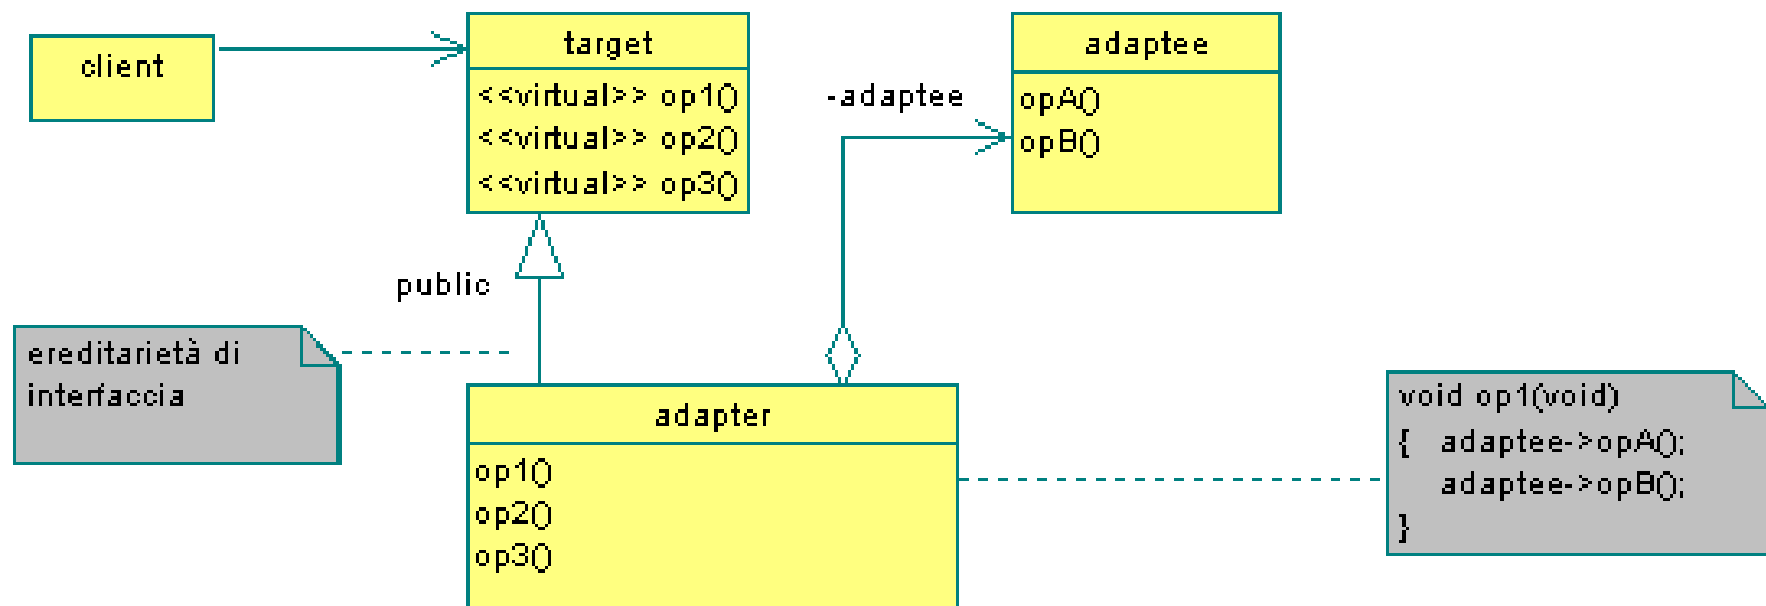 client
target
<<virtual>> op1()
<<virtual>> op2()
<<virtual>> op3()
-adaptee
adaptee
opA()
opB()
public
ereditarietà di
interfaccia
adapter
op1()
op2()
op3()
void op1(void)
{ adaptee->opA();
adaptee->opB();
}